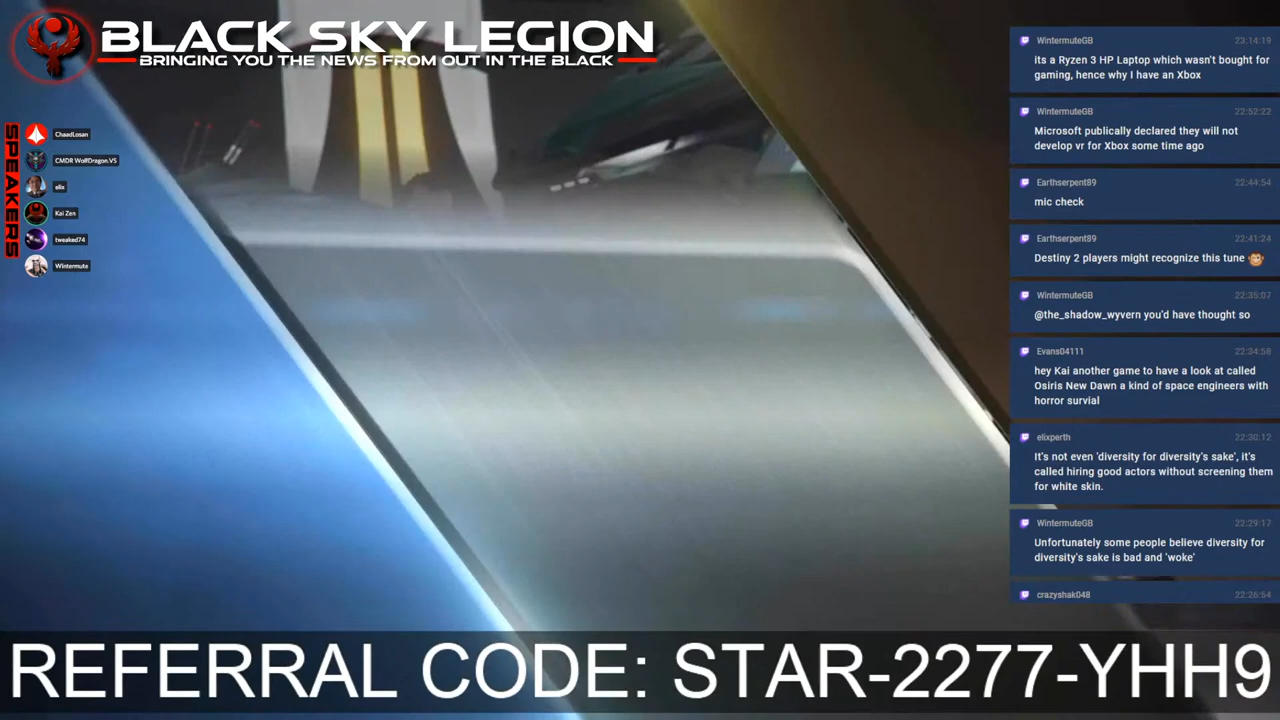 BLACK SKY LEGION
BRINGING YOU THE NEWS FROM OUT IN THE BLACK
SPEAKERS
ChaadLosan
CMDR WolfDragon.VS
elix
Kai Zen
tweaked74
Wintermute
WintermuteGB 23:14:19
its a Ryzen 3 HP Laptop which wasn't bought for
gaming, hence why I have an Xbox
WintermuteGB 22:52:22
Microsoft publically declared they will not
develop vr for Xbox some time ago
Earthserpent89 22:44:54
mic check
Earthserpent89 22:41:24
Destiny 2 players might recognize this tune
WintermuteGB 22:35:07
@the_shadow_wyvern you'd have thought so
Evans04111 22:34:58
hey Kai another game to have a look at called
Osiris New Dawn a kind of space engineers with
horror survial
elixperth 22:30:12
It's not even 'diversity for diversity's sake', it's
called hiring good actors without screening them
for white skin.
WintermuteGB 22:29:17
Unfortunately some people believe diversity for
diversity's sake is bad and 'woke'
crazyshak048 22:26:54
REFERRAL CODE: STAR-2277-YHH9